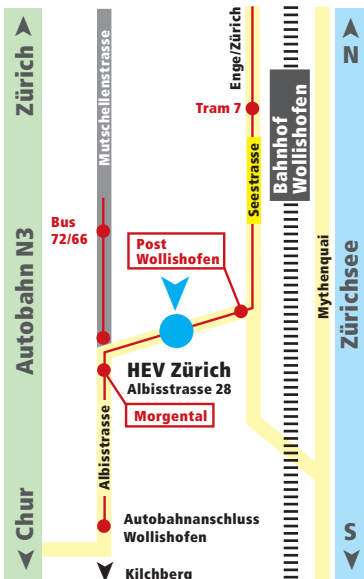 Zürich
Autobahn N3
Chur
Mutschellenstrasse
Enge/Zürich
Tram 7
Seestrasse
Bahnhof
Wollishofen
Mythenquai
N
Zürichsee
S
Bus
72/66
Post
Wollishofen
HEV Zürich
Albisstrasse 28
Morgental
Albisstrasse
Autobahnanschluss
Wollishofen
Kilchberg